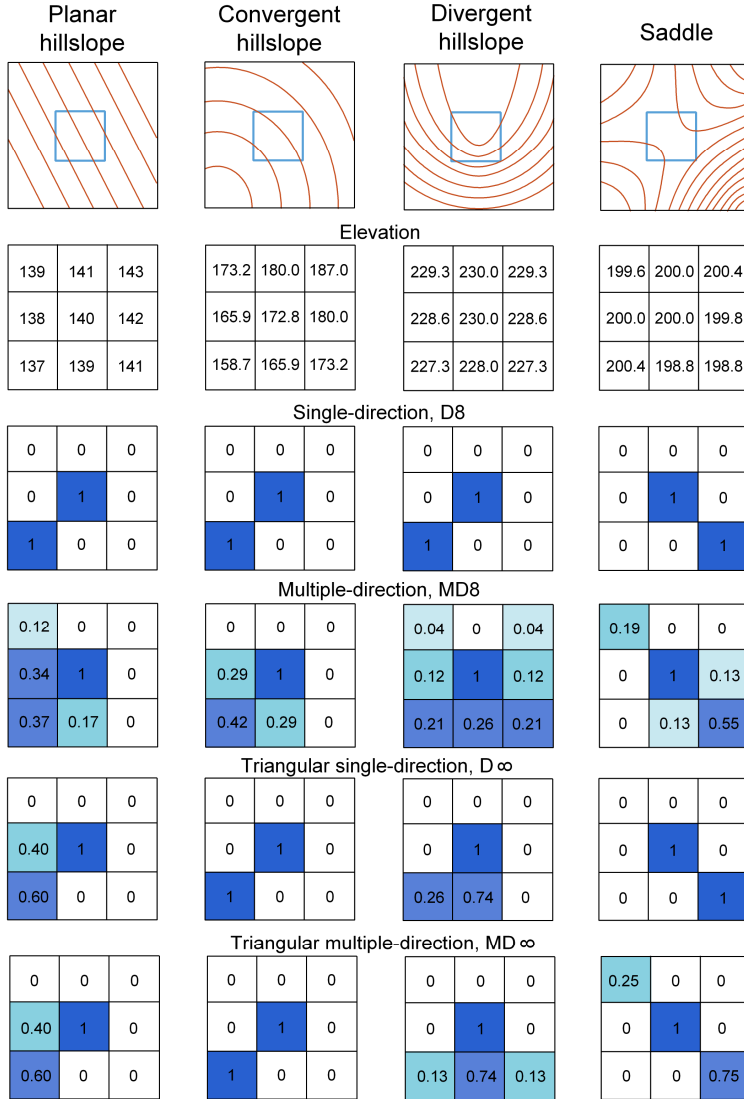 Planar Convergent Divergent Saddle
hillslope hillslope hillslope
Elevation
139 141 143 173.2 180.0 187.0 229.3 230.0 229.3 199.6 200.0 200.4
138 140 142 165.9 172.8 180.0 228.6 230.0 228.6 200.0 200.0 199.8
137 139 141 158.7 165.9 173.2 227.3 228.0 227.3 200.4 198.8 198.8
Single-direction, D8
0 0 0 0 0 0 0 0 0 0 0 0
0 1 0 0 1 0 0 1 0 0 1 0
1 0 0 1 0 0 1 0 0 0 0 1
Multiple-direction, MD8
0.12 0 0 0 0 0 0.04 0 0.04 0.19 0 0
0.34 1 0 0.29 1 0 0.12 1 0.12 0 1 0.13
0.37 0.17 0 0.42 0.29 0 0.21 0.26 0.21 0 0.13 0.55
Triangular single-direction, D∞
0 0 0 0 0 0 0 0 0 0 0 0
0.40 1 0 0 1 0 0 1 0 0 1 0
0.60 0 0 1 0 0 0.26 0.74 0 0 0 1
Triangular multiple-direction, MD∞
0 0 0 0 0 0 0 0 0 0.25 0 0
0.40 1 0 0 1 0 0 1 0 0 1 0
0.60 0 0 1 0 0 0.13 0.74 0.13 0 0 0.75